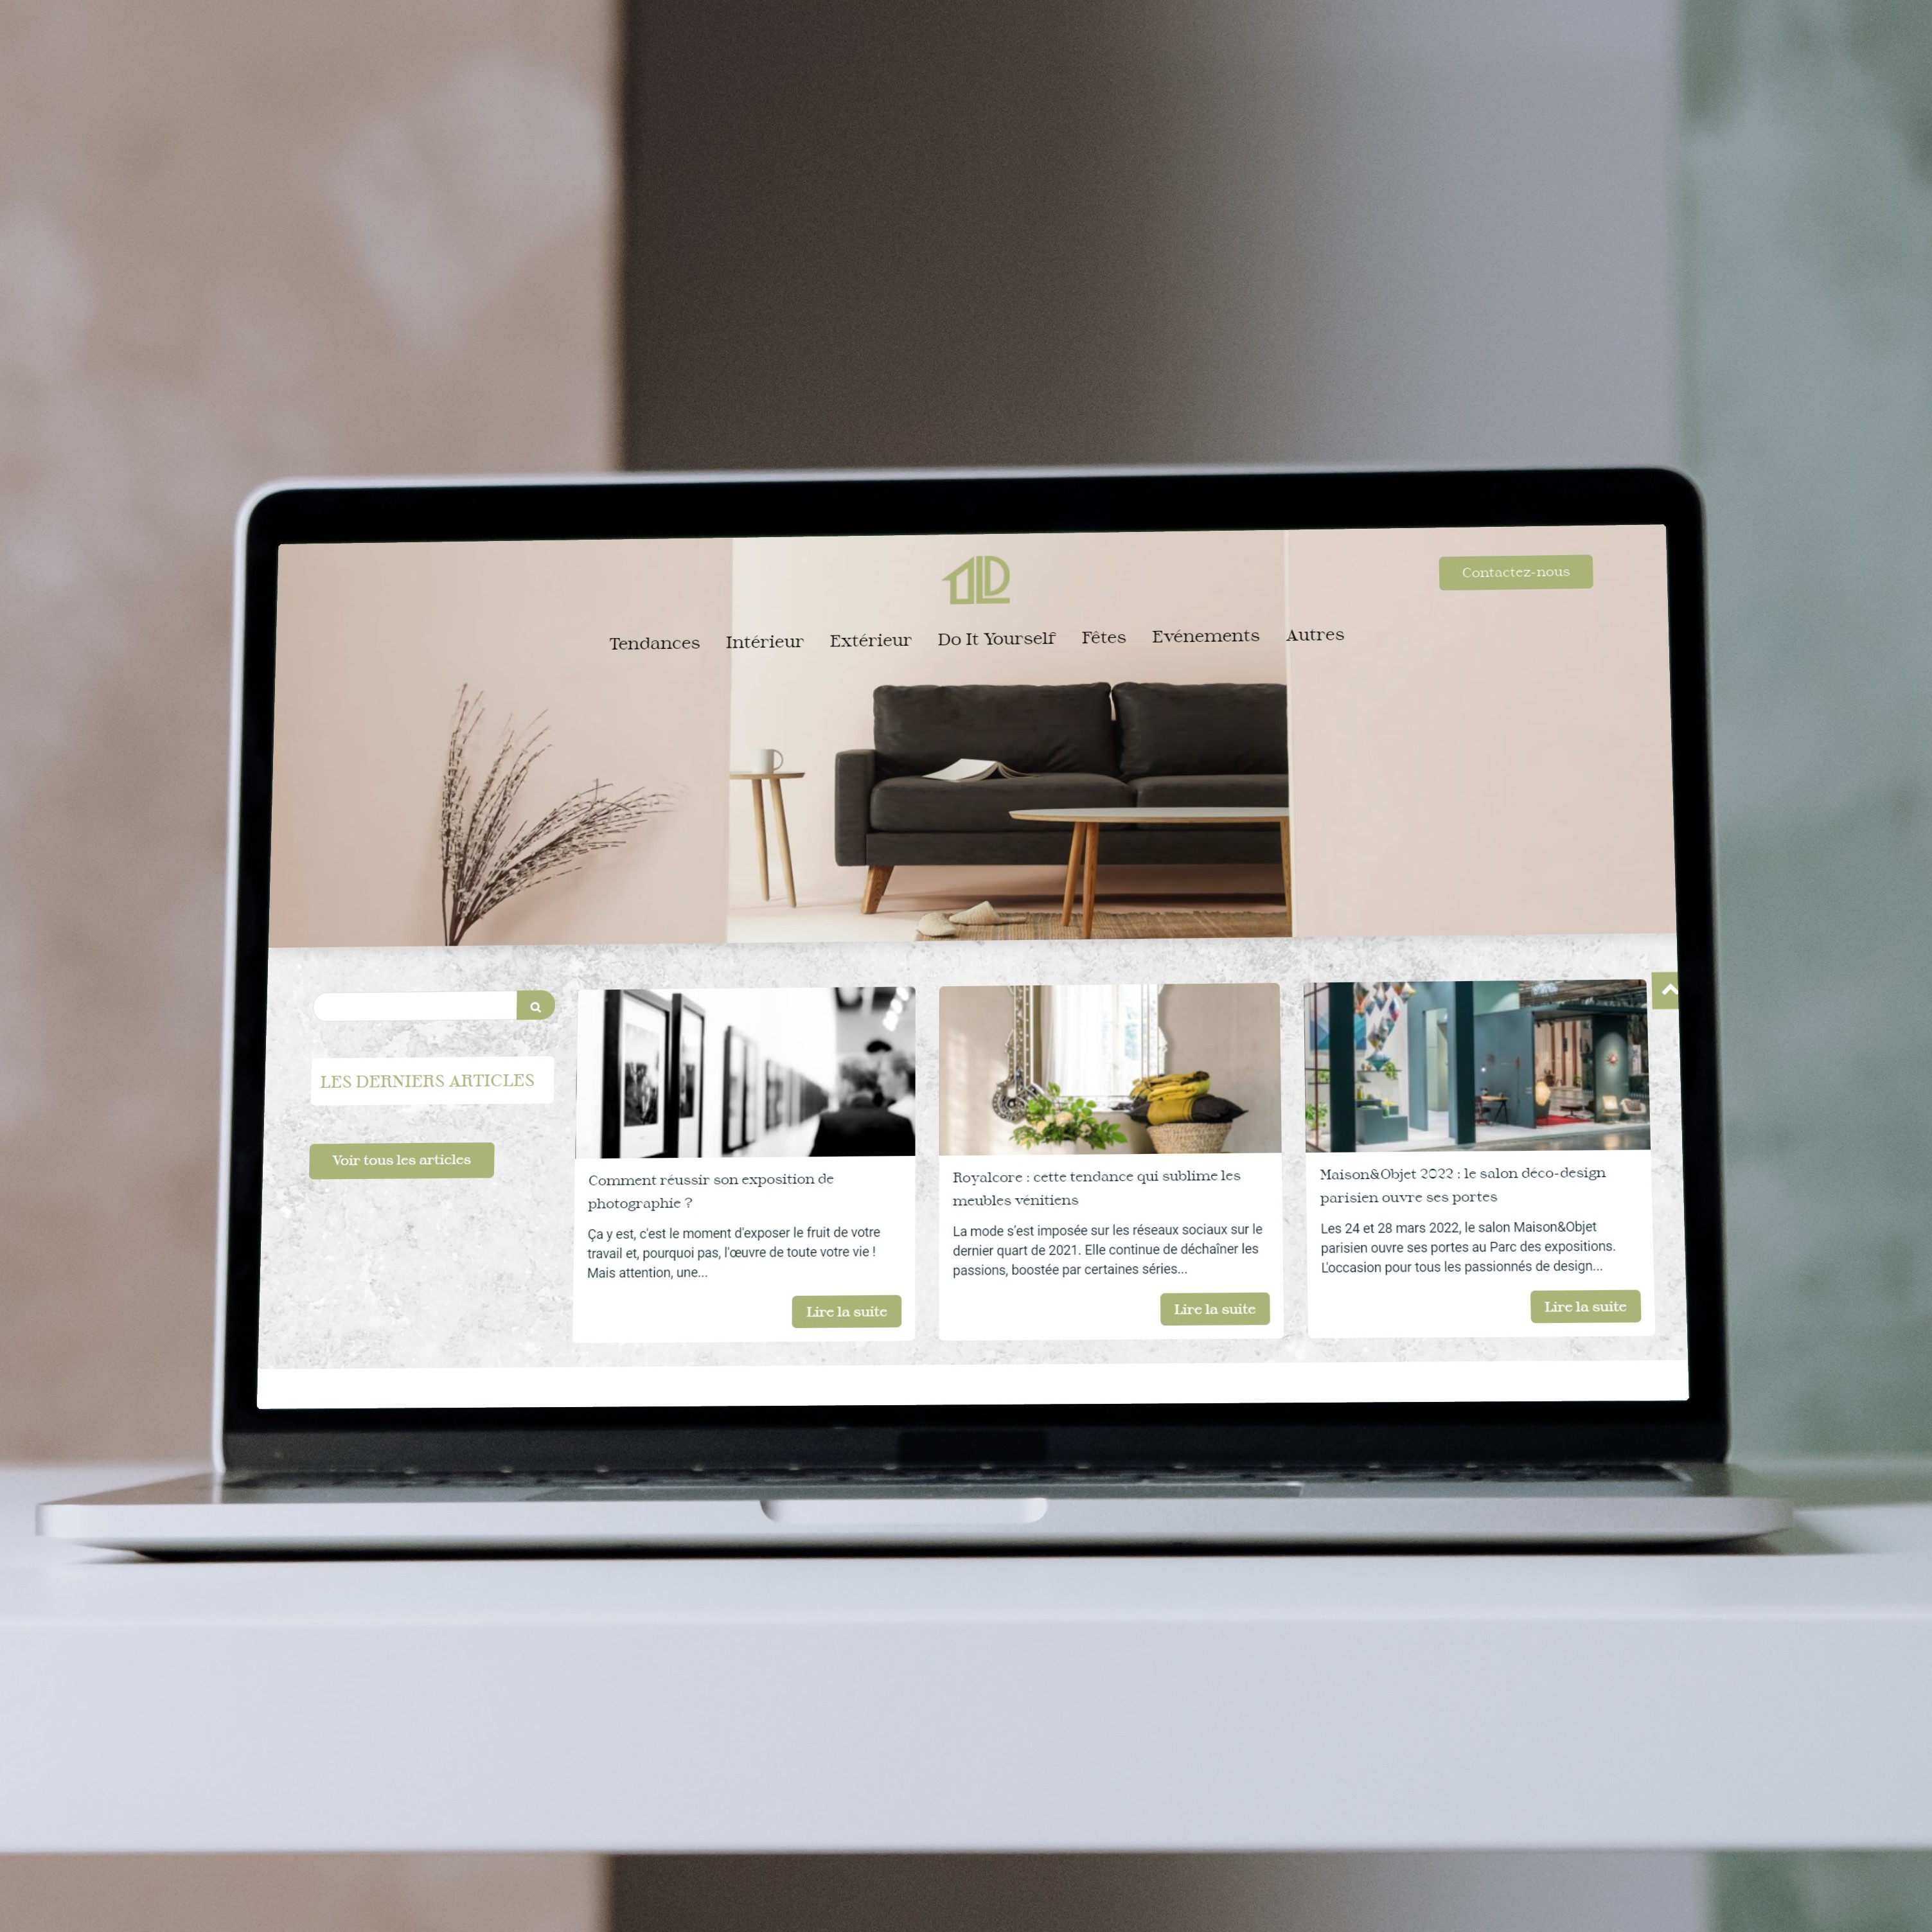 Contactez-nous
Tendances Intérieur Extérieur Do It Yourself Fêtes Evénements Autres
LES DERNIERS ARTICLES
Voir tous les articles
Comment réussir son exposition de
photographie ?
Ça y est, c'est le moment d'exposer le fruit de votre
travail et, pourquoi pas, l'œuvre de toute votre vie !
Mais attention, une...
Lire la suite
Royalcore : cette tendance qui sublime les
meubles vénitiens
La mode s'est imposée sur les réseaux sociaux sur le
dernier quart de 2021. Elle continue de déchaîner les
passions, boostée par certaines séries...
Lire la suite
Maison&Objet 2022 : le salon déco-design
parisien ouvre ses portes
Les 24 et 28 mars 2022, le salon Maison&Objet
parisien ouvre ses portes au Parc des expositions.
L'occasion pour tous les passionnés de design...
Lire la suite